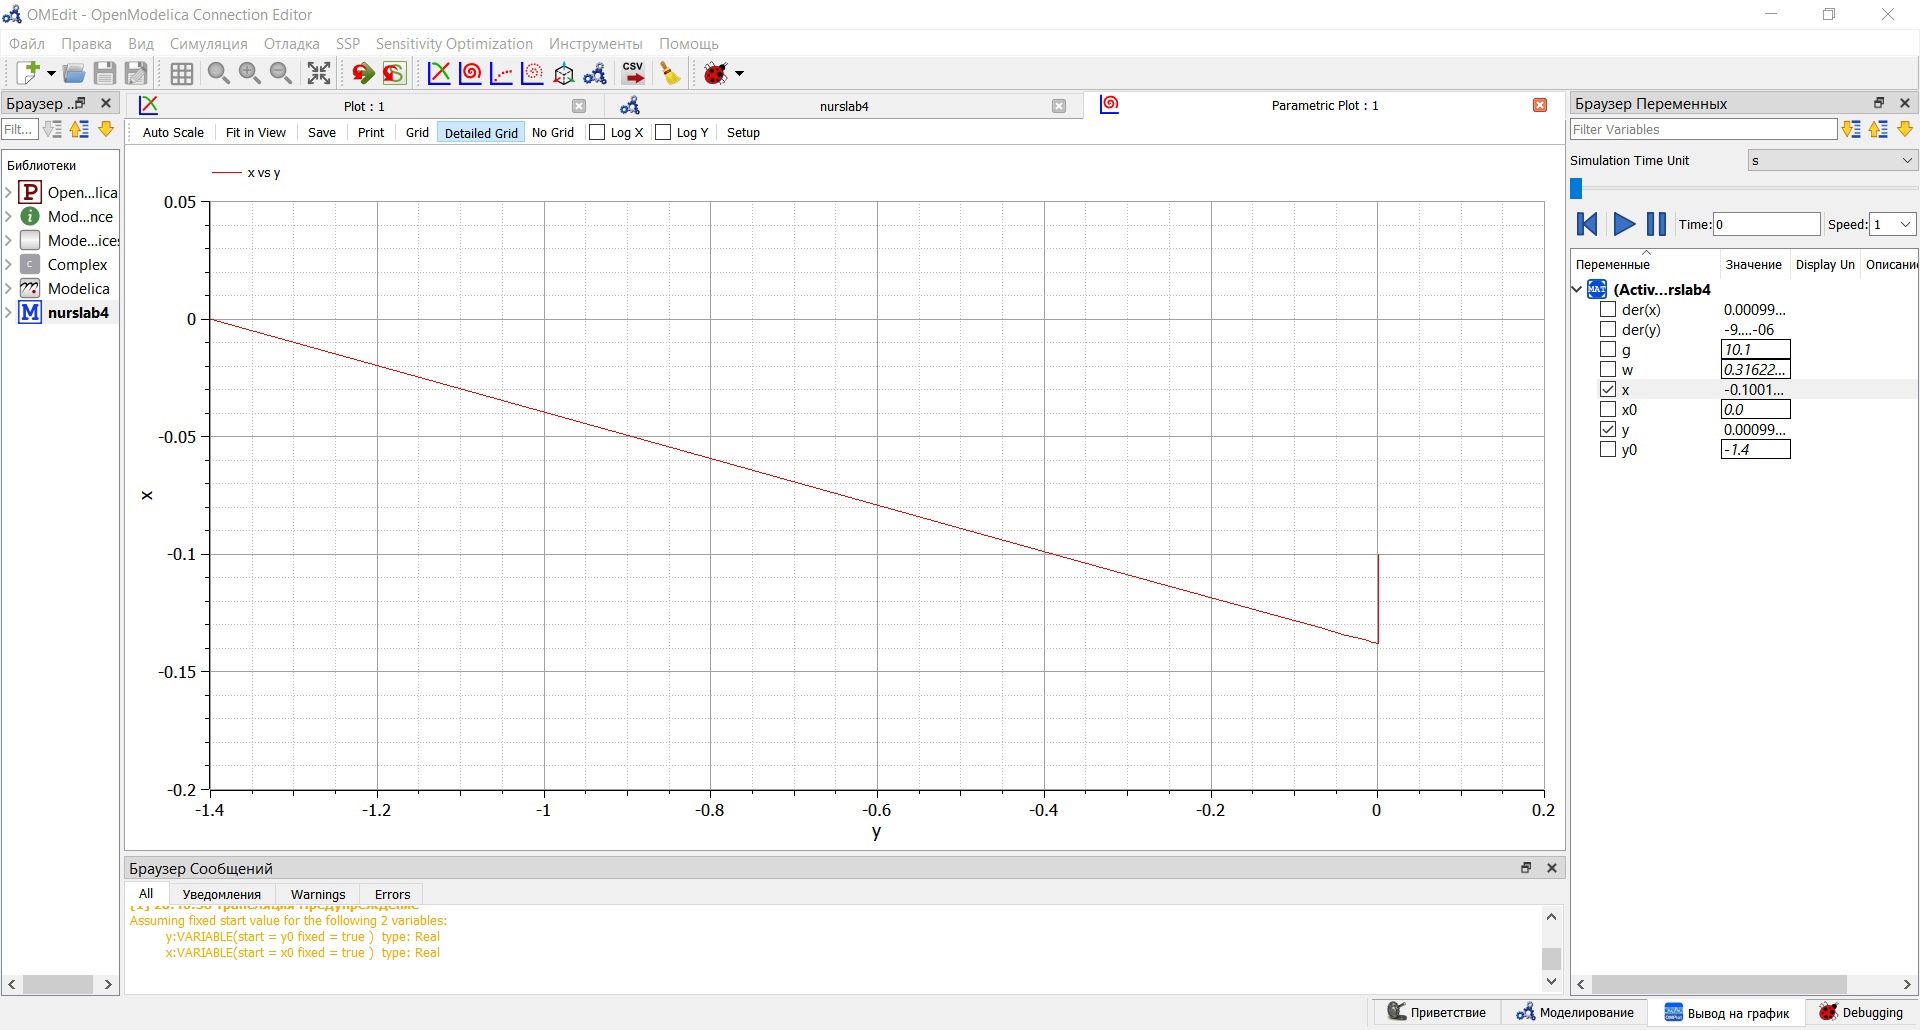 OMEdit - OpenModelica Connection Editor
Файл Правка Вид Симуляция Отладка SSP Sensitivity Optimization Инструменты Помощь
CSV
Браузер ..
Plot : 1
nurslab4
Parametric Plot : 1
Браузер Переменных
Filt...
Auto Scale Fit in View Save Print Grid Detailed Grid No Grid Log X Log Y Setup
Filter Variables
Библиотеки
Simulation Time Unit s
Open...lica
Mod...nce
Mode...ices
Complex
Modelica
nurslab4
Time: 0 Speed: 1
Переменные Значение Display Un Описани
(Activ...rslab4
der(x) 0.00099...
der(y) -9....-06
g 10.1
w 0.31622...
x -0.1001...
x0 0.0
y 0.00099...
y0 -1.4
x vs y
0.05
0
-0.05
x
-0.1
-0.15
-0.2
-1.4 -1.2 -1 -0.8 -0.6 -0.4 -0.2 0 0.2
y
Браузер Сообщений
All Уведомления Warnings Errors
Assuming fixed start value for the following 2 variables:
y:VARIABLE(start = y0 fixed = true ) type: Real
x:VARIABLE(start = x0 fixed = true ) type: Real
Приветствие Моделирование Вывод на график Debugging